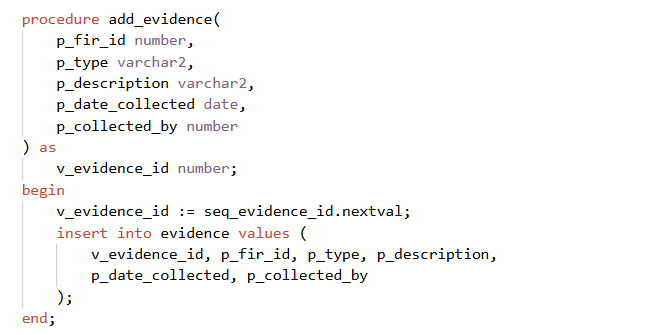 procedure add_evidence(
    p_fir_id number,
    p_type varchar2,
    p_description varchar2,
    p_date_collected date,
    p_collected_by number
) as
    v_evidence_id number;
begin
    v_evidence_id := seq_evidence_id.nextval;
    insert into evidence values (
        v_evidence_id, p_fir_id, p_type, p_description,
        p_date_collected, p_collected_by
    );
end;